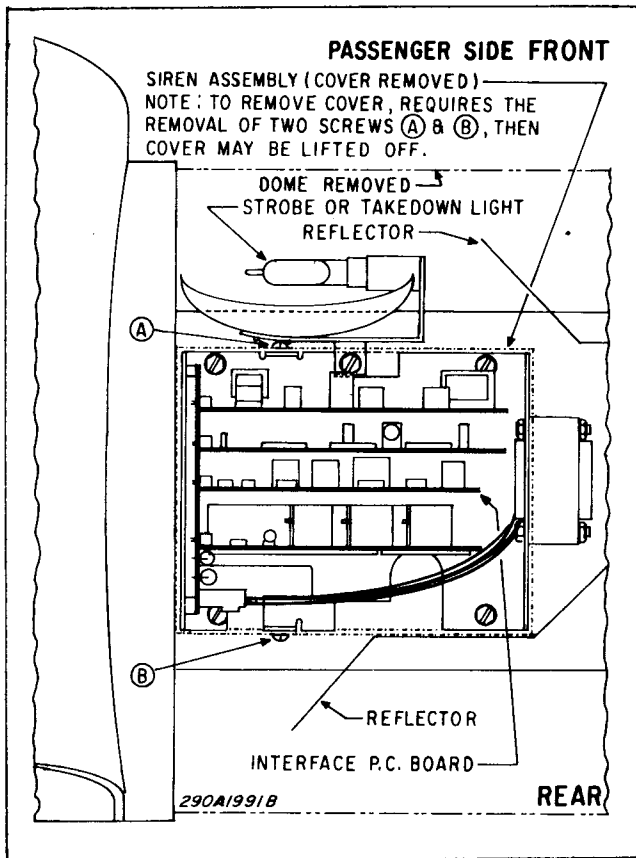 PASSENGER SIDE FRONT
SIREN ASSEMBLY (COVER REMOVED)
NOTE: TO REMOVE COVER, REQUIRES THE
REMOVAL OF TWO SCREWS Ⓐ & Ⓑ, THEN
COVER MAY BE LIFTED OFF.
DOME REMOVED
STROBE OR TAKEDOWN LIGHT
REFLECTOR
A
B
REFLECTOR
INTERFACE P.C. BOARD
290A1991B
REAR